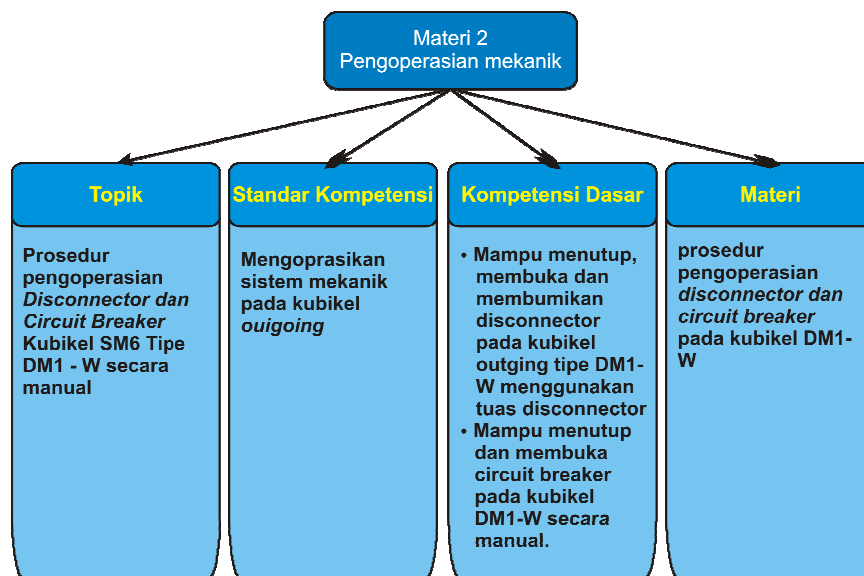 Materi 2
Pengoperasian mekanik
Topik
Prosedur
pengoperasian
Disconnector dan
Circuit Breaker
Kubikel SM6 Tipe
DM1 - W secara
manual
Standar Kompetensi
Mengoprasikan
sistem mekanik
pada kubikel
ouigoing
Kompetensi Dasar
• Mampu menutup,
membuka dan
membumikan
disconnector
pada kubikel
outging tipe DM1-
W menggunakan
tuas disconnector
• Mampu menutup
dan membuka
circuit breaker
pada kubikel
DM1-W secara
manual.
Materi
prosedur
pengoperasian
disconnector dan
circuit breaker
pada kubikel DM1-
W